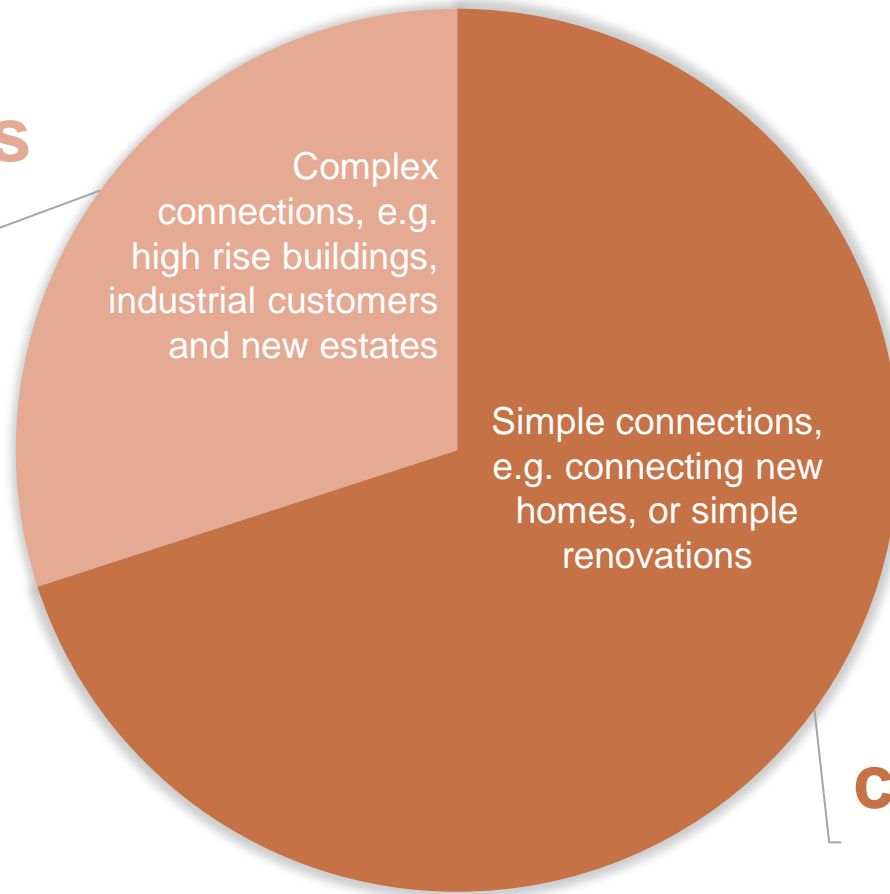 s
Complex
connections, e.g.
high rise buildings,
industrial customers
and new estates
Simple connections,
e.g. connecting new
homes, or simple
renovations
c